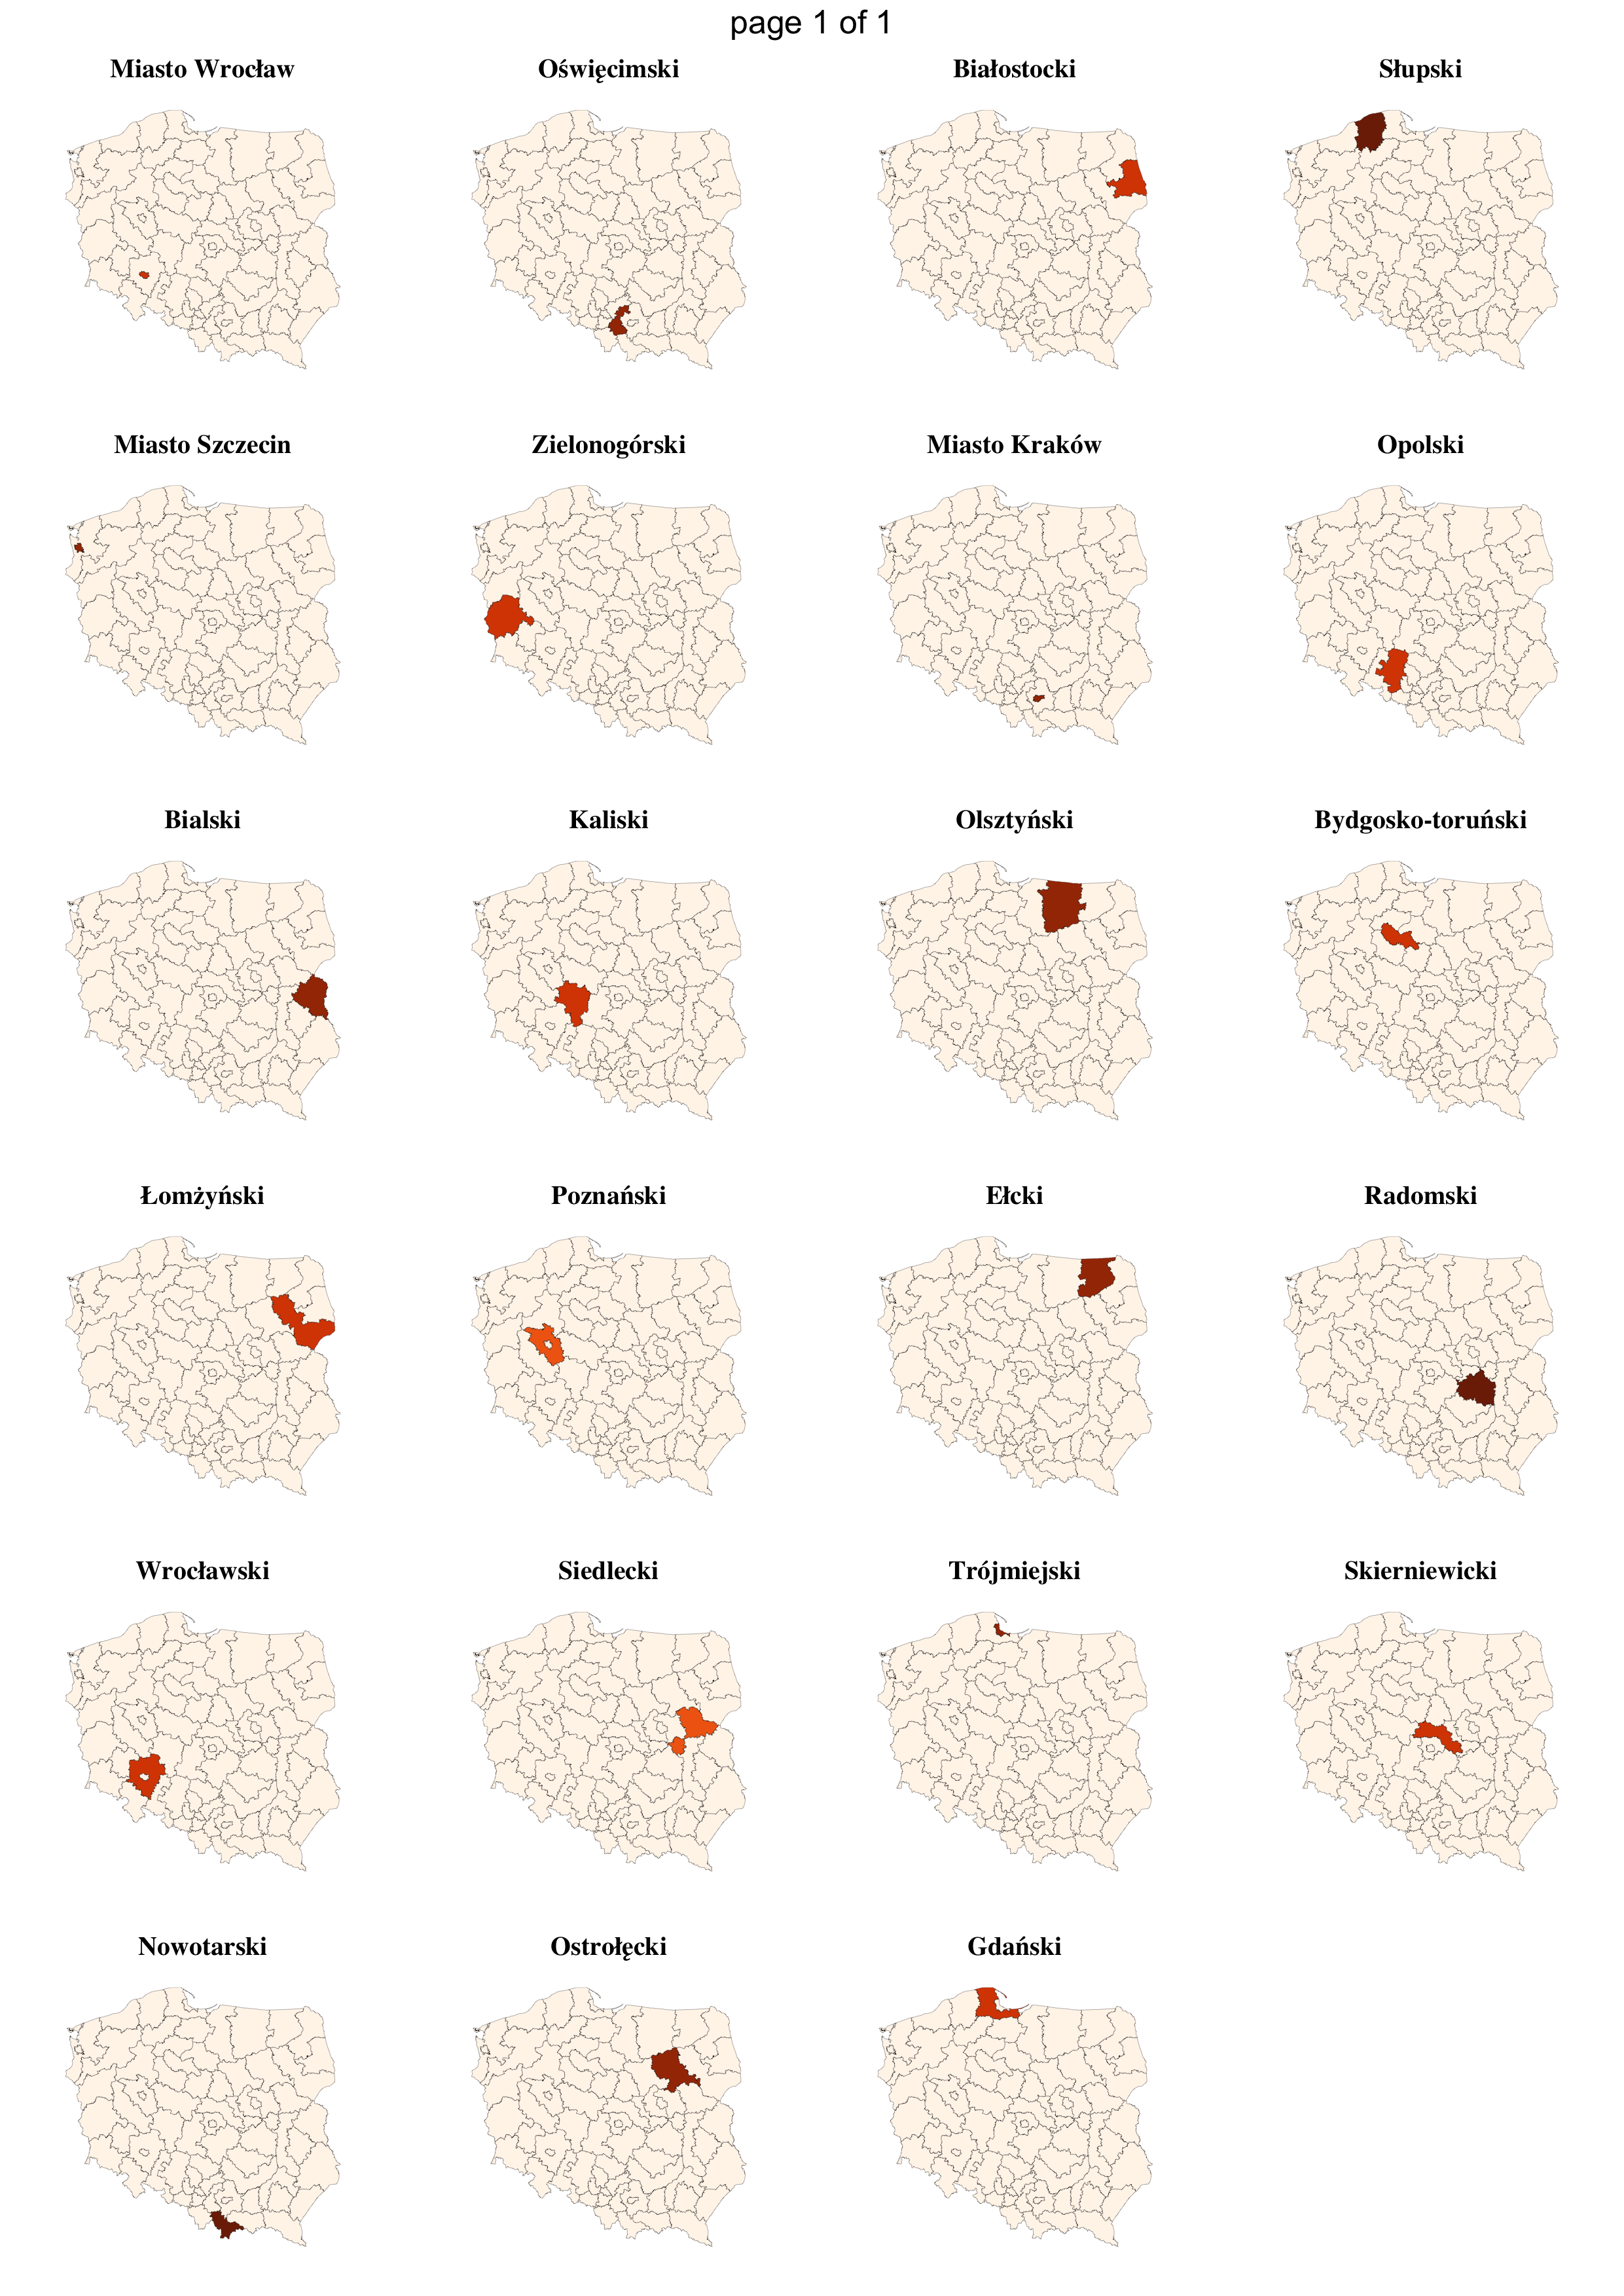 page 1 of 1
Miasto Wrocław
Oświęcimski
Białostocki
Słupski
Miasto Szczecin
Zielonogórski
Miasto Kraków
Opolski
Bialski
Kaliski
Olsztyński
Bydgosko-toruński
Łomżyński
Poznański
Ełcki
Radomski
Wrocławski
Siedlecki
Trójmiejski
Skierniewicki
Nowotarski
Ostrołęcki
Gdański